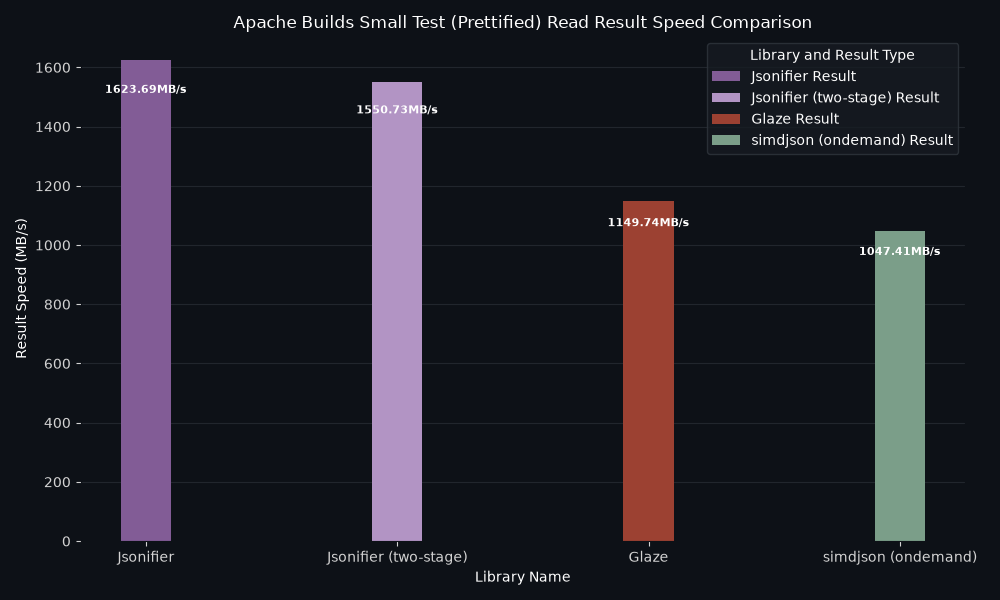 Apache Builds Small Test (Prettified) Read Result Speed Comparison
Library and Result Type
Jsonifier Result
Jsonifier (two-stage) Result
Glaze Result
simdjson (ondemand) Result
1623.69MB/s
1550.73MB/s
1149.74MB/s
1047.41MB/s
Result Speed (MB/s)
1600
1400
1200
1000
800
600
400
200
0
Jsonifier
Jsonifier (two-stage)
Glaze
simdjson (ondemand)
Library Name